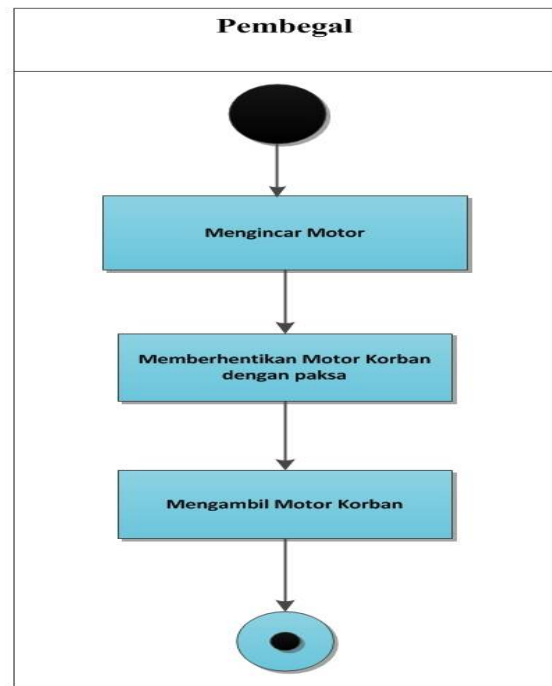 Pembegal
Mengincar Motor
Memberhentikan Motor Korban
dengan paksa
Mengambil Motor Korban